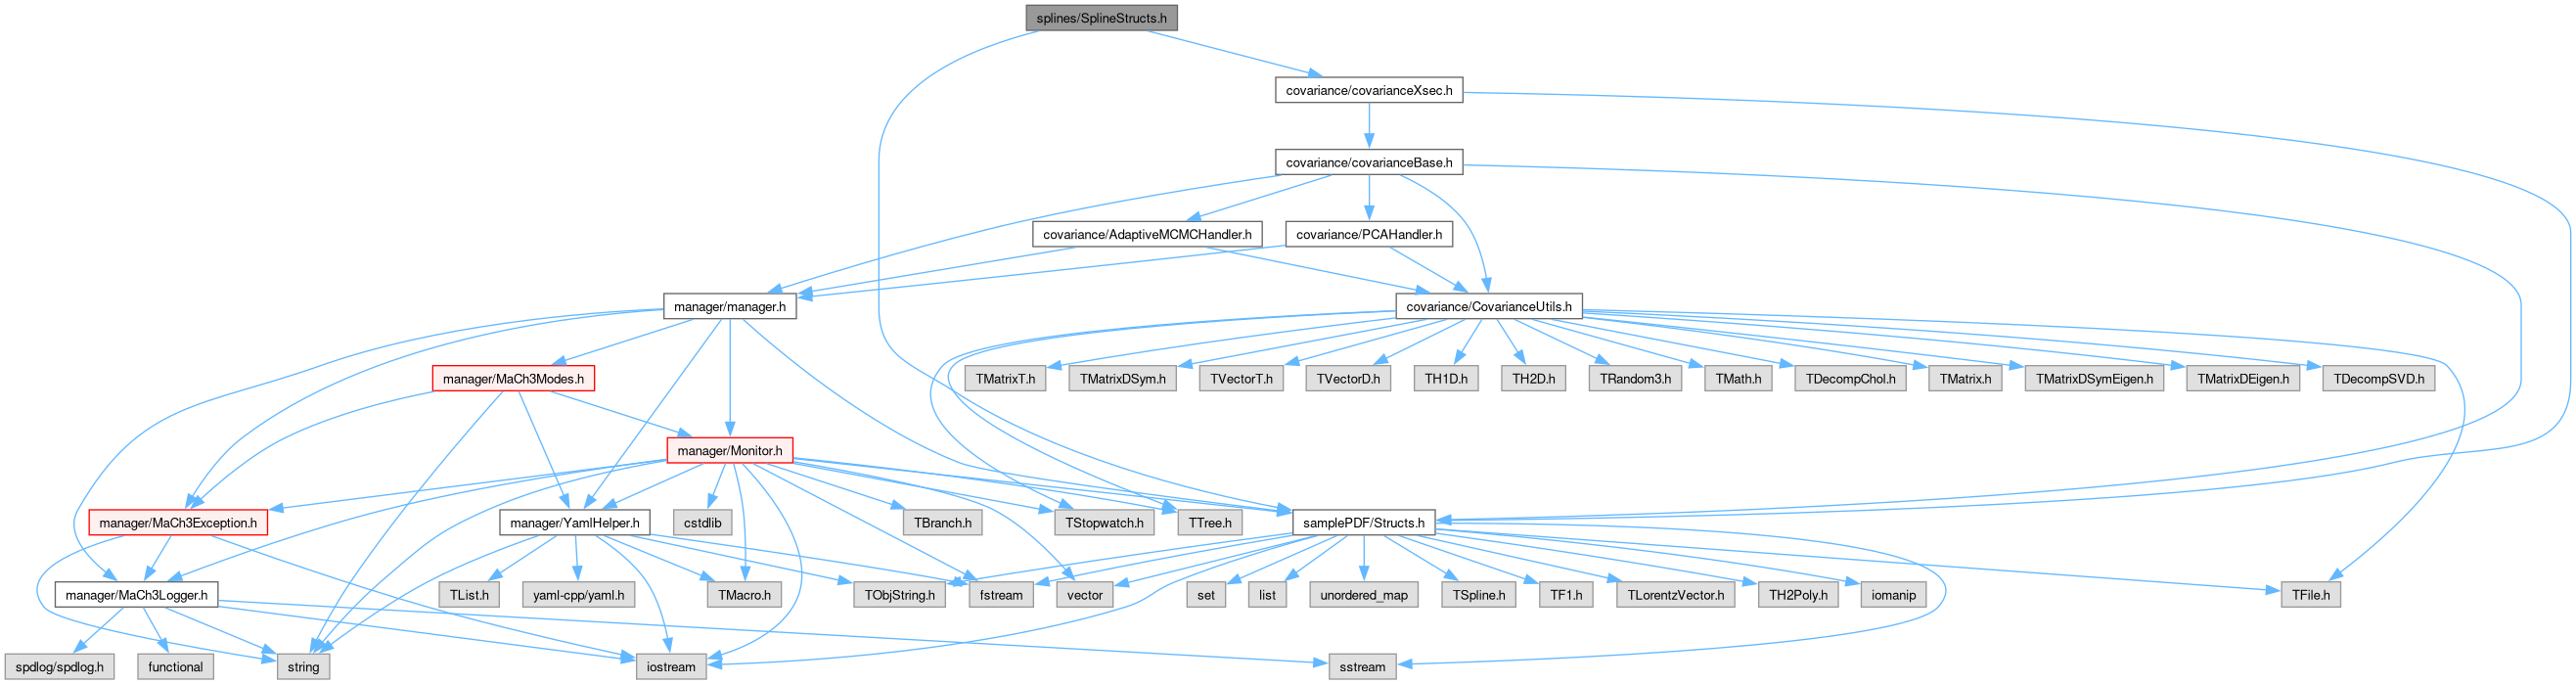 splines/SplineStructs.h
covariance/covarianceXsec.h
covariance/covarianceBase.h
covariance/AdaptiveMCMCHandler.h
covariance/PCAHandler.h
manager/manager.h
covariance/CovarianceUtils.h
manager/MaCh3Modes.h
TMatrixT.h
TMatrixDSym.h
TVectorT.h
TVectorD.h
TH1D.h
TH2D.h
TRandom3.h
TMath.h
TDecompChol.h
TMatrix.h
TMatrixDSymEigen.h
TMatrixDEigen.h
TDecompSVD.h
manager/Monitor.h
manager/MaCh3Exception.h
manager/YamlHelper.h
cstdlib
TBranch.h
TStopwatch.h
TTree.h
samplePDF/Structs.h
manager/MaCh3Logger.h
TList.h
yaml-cpp/yaml.h
TMacro.h
TObjString.h
fstream
vector
set
list
unordered_map
TSpline.h
TF1.h
TLorentzVector.h
TH2Poly.h
iomanip
TFile.h
spdlog/spdlog.h
functional
string
iostream
sstream